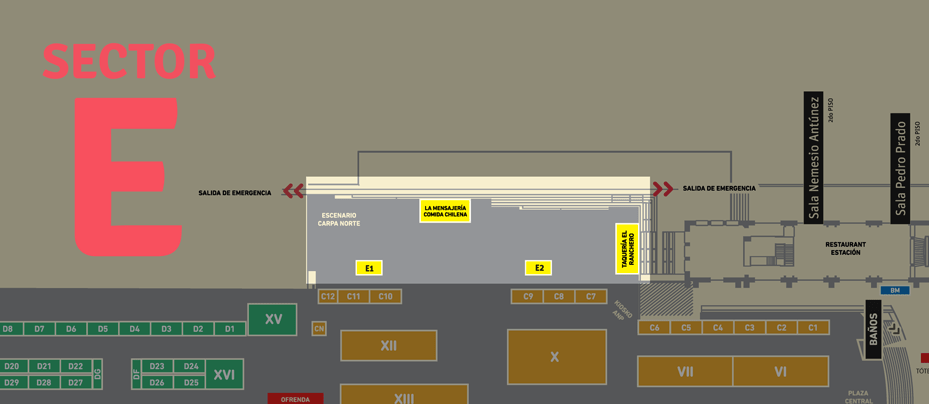 SECTOR
E
Sala Nemesio Antúnez
2do PISO
Sala Pedro Prado
2do PISO
SALIDA DE EMERGENCIA
SALIDA DE EMERGENCIA
ESCENARIO
CARPA NORTE
LA MENSAJERÍA
COMIDA CHILENA
TAQUERÍA EL
RANCHERO
RESTAURANT
ESTACIÓN
E1
E2
BM
C12 C11 C10
C9 C8 C7
KIOSKO
ANP
D8 D7 D6 D5 D4 D3 D2 D1
XV
CN
C6 C5 C4 C3 C2 C1
BAÑOS
XII
X
D20 D21 D22
DG
DF
D23 D24
XVI
D29 D28 D27
D26 D25
VII
VI
TOTE
OFRENDA
XIII
PLAZA
CENTRAL